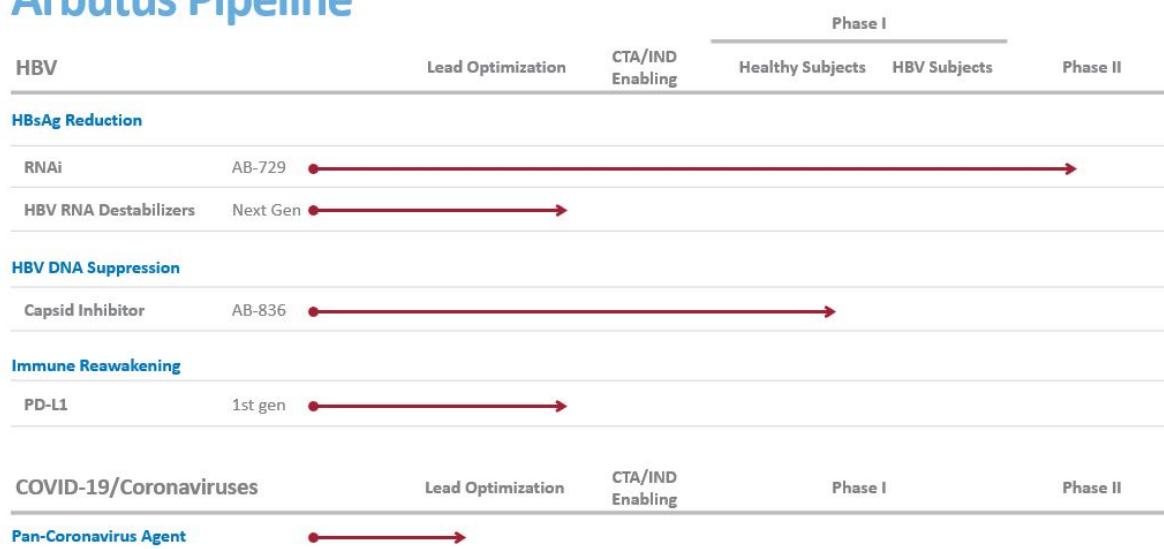 Arbutus Pipeline
Phase I
HBV Lead Optimization CTA/IND Enabling Healthy Subjects HBV Subjects Phase II
HBsAg Reduction
RNAi AB-729
HBV RNA Destabilizers Next Gen
HBV DNA Suppression
Capsid Inhibitor AB-836
Immune Reawakening
PD-L1 1st gen
COVID-19/Coronaviruses Lead Optimization CTA/IND Enabling Phase I Phase II
Pan-Coronavirus Agent